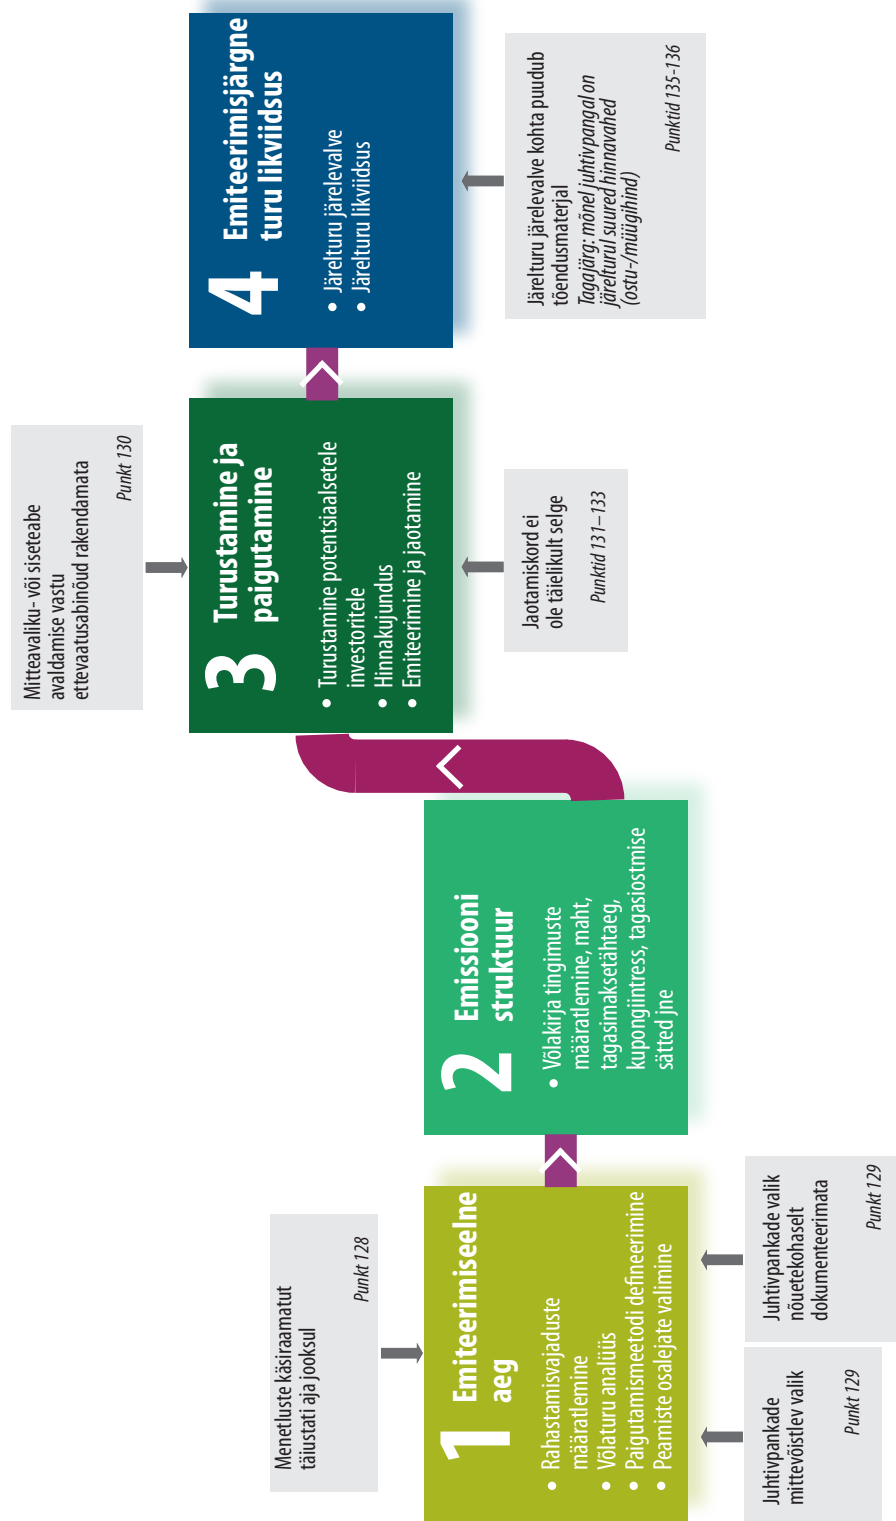 Menetluste käsiraamatut
täiustati aja jooksul
Punkt 128
1 Emiteerimiseelne
aeg
• Rahastamisvajaduste
määratlemine
• Võlaturu analüüs
• Paigutamismeetodi defineerimine
• Peamiste osalejate valimine
Juhtivpankade
mittevõistlev valik
Punkt 129
Juhtivpankade valik
nõuetekohaselt
dokumenteerimata
Punkt 129
2 Emissiooni
struktuur
• Võlakirja tingimuste
määratlemine, maht,
tagasimaksetähtaeg,
kupongiintress, tagasiostmise
sätted jne
Mitteavaliku- või siseteabe
avaldamise vastu
ettevaatusabinõud rakendamata
Punkt 130
3 Turustamine ja
paigutamine
• Turustamine potentsiaalsetele
investoritele
• Hinnakujundus
• Emiteerimine ja jaotamine
Jaotamiskord ei
ole täielikult selge
Punktid 131–133
4 Emiteerimisjärgne
turu likviidsus
• Järelturu järelevalve
• Järelturu likviidsus
Järelturu järelevalve kohta puudub
tõendusmaterjal
Tagajärg: mõnel juhtivpangal on
järelturul suured hinnavahed
(ostu-/müügihind)
Punktid 135-136